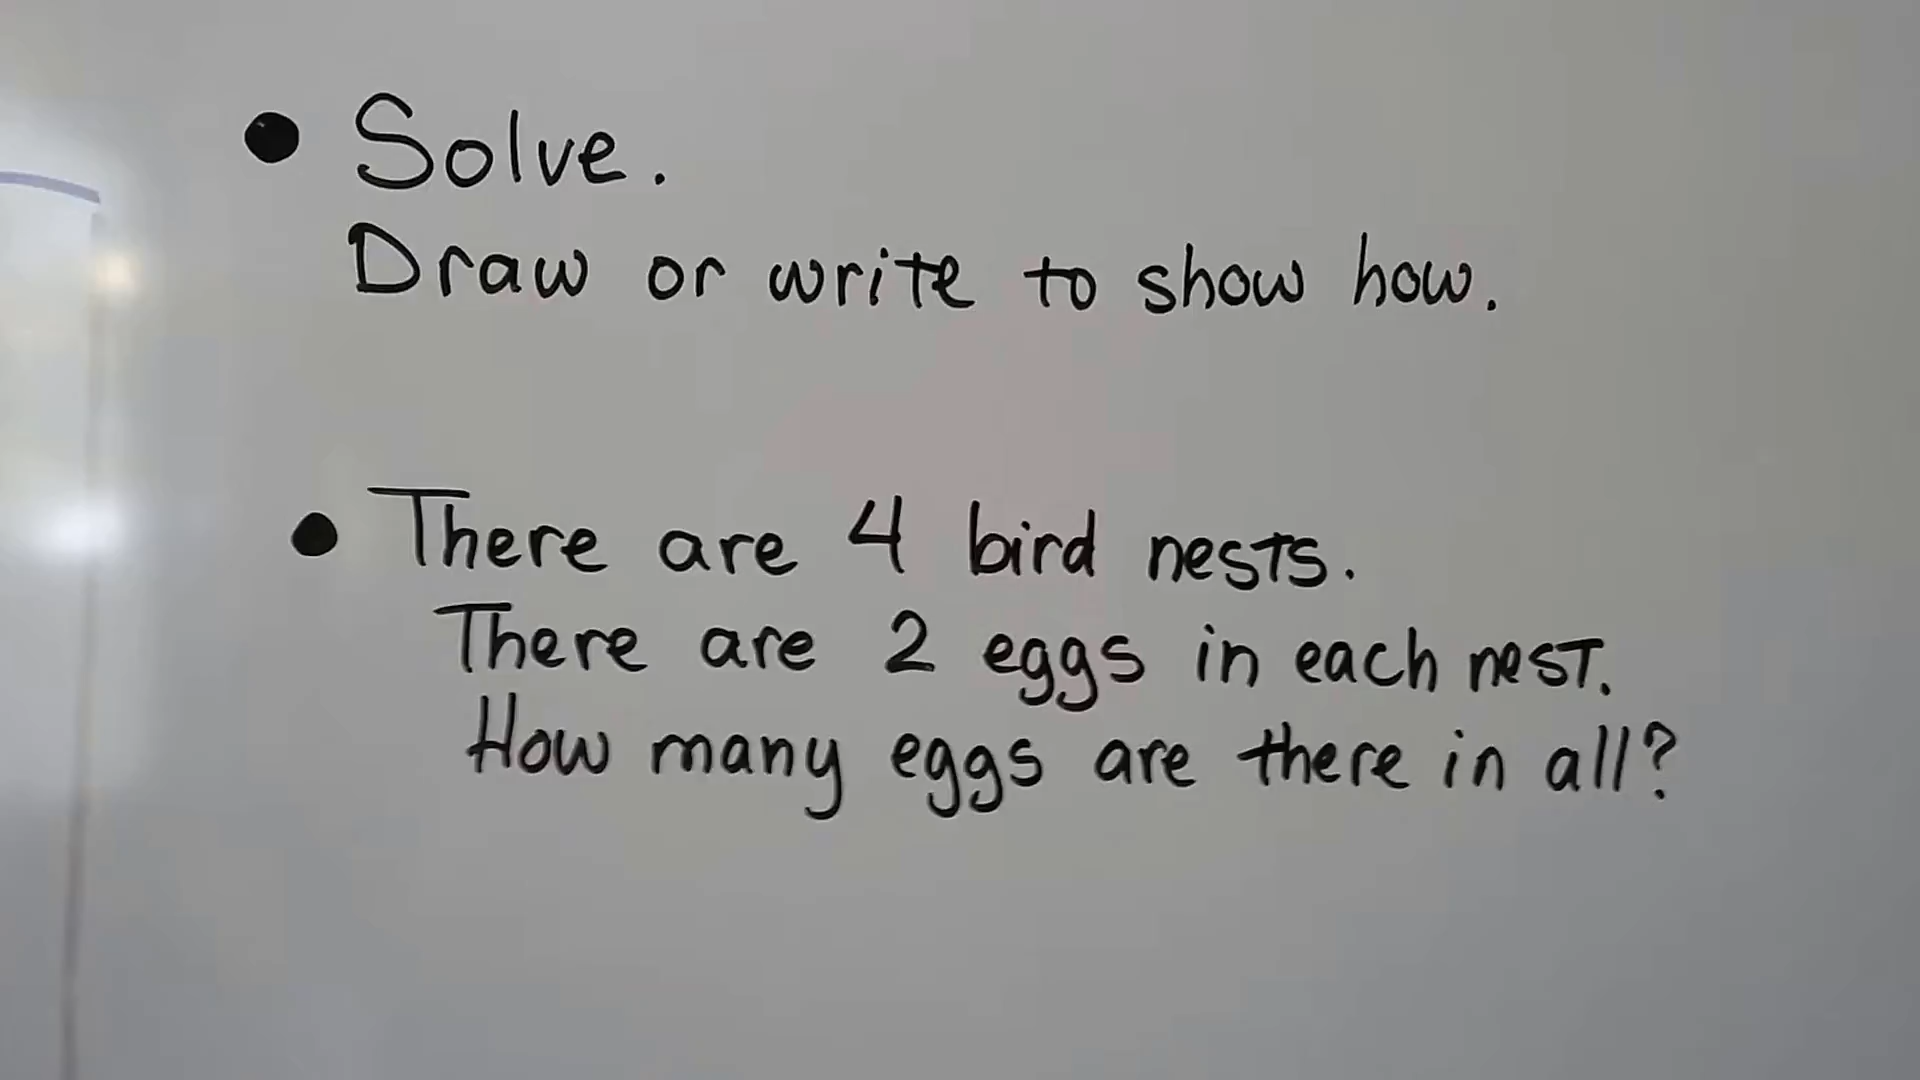 • Solve.
Draw or write to show how.
• There are 4 bird nests.
There are 2 eggs in each nest.
How many eggs are there in all?